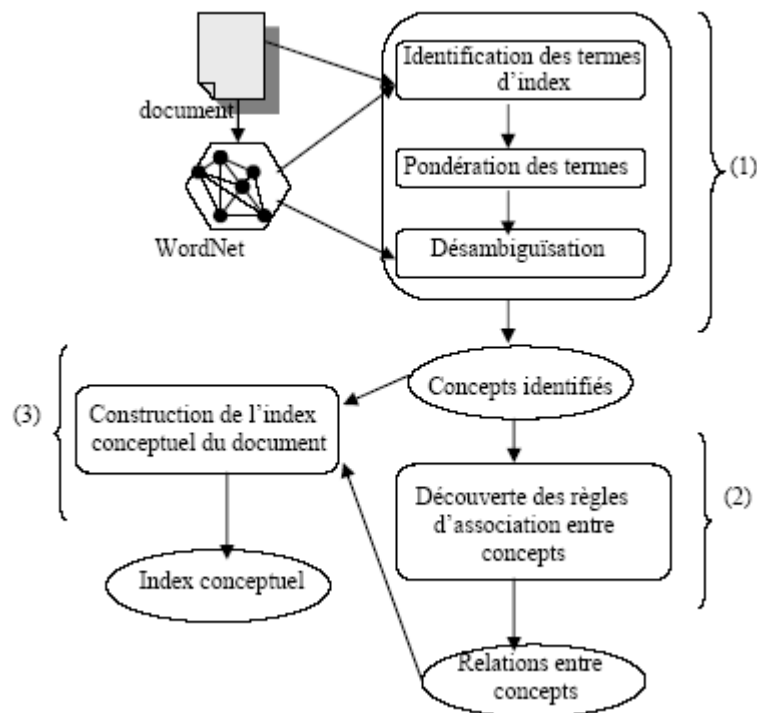 document
WordNet
Identification des termes
d’index
Pondération des termes
Désambiguïsation
(1)
Concepts identifiés
(3)
Construction de l’index
conceptuel du document
Découverte des règles
d’association entre
concepts
(2)
Index conceptuel
Relations entre
concepts